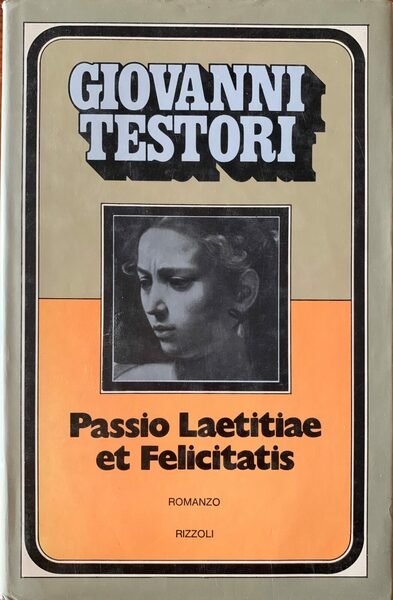 GIOVANNI
TESTORI
Passio Laetitiae
et Felicitatis
ROMANZO
RIZZOLI